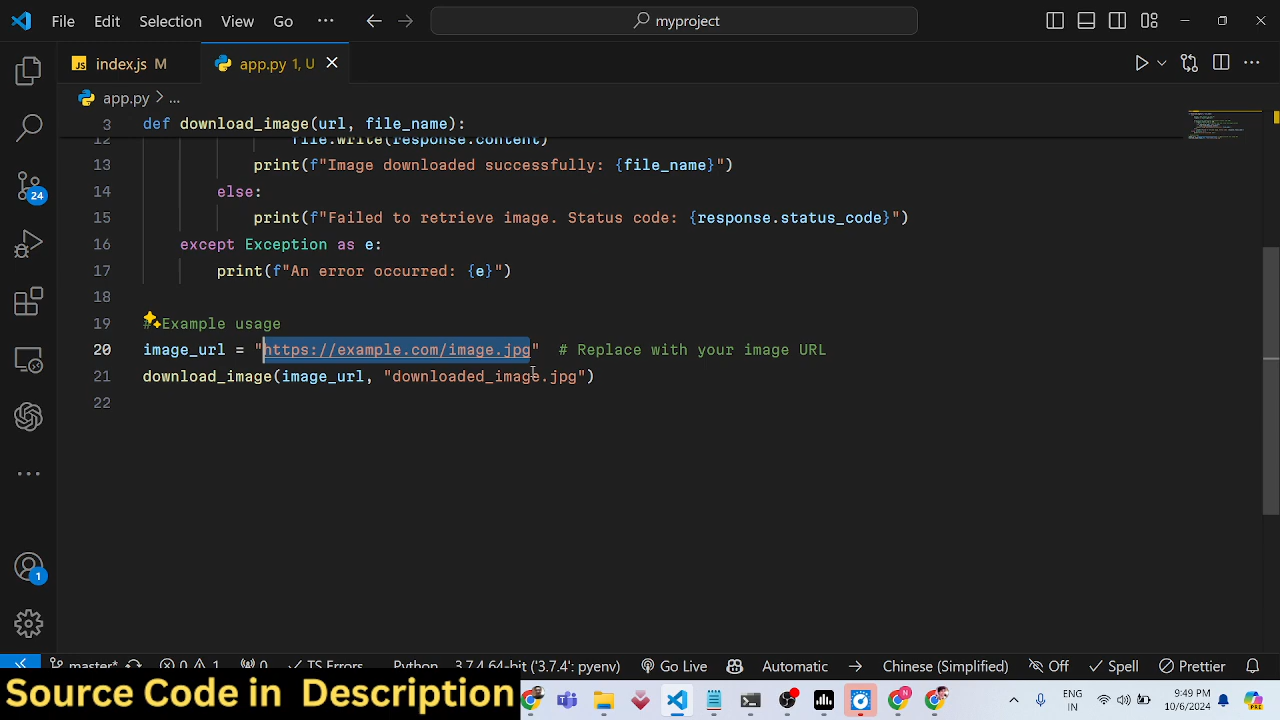 File Edit Selection View Go ··· myproject
index.js M app.py 1, U
app.py > ...
3 def download_image(url, file_name):
12 file.write(response.content)
13 print(f"Image downloaded successfully: {file_name}")
14 else:
15 print(f"Failed to retrieve image. Status code: {response.status_code}")
16 except Exception as e:
17 print(f"An error occurred: {e}")
18
19 # Example usage
20 image_url = "https://example.com/image.jpg" # Replace with your image URL
21 download_image(image_url, "downloaded_image.jpg")
22
24
1
master* 0 1 0 TS Errors Python 3.7.4 64-bit ('3.7.4': pyenv) Go Live Automatic Chinese (Simplified) Off Spell Prettier
Source Code in Description
ENG
IN
9:49 PM
10/6/2024